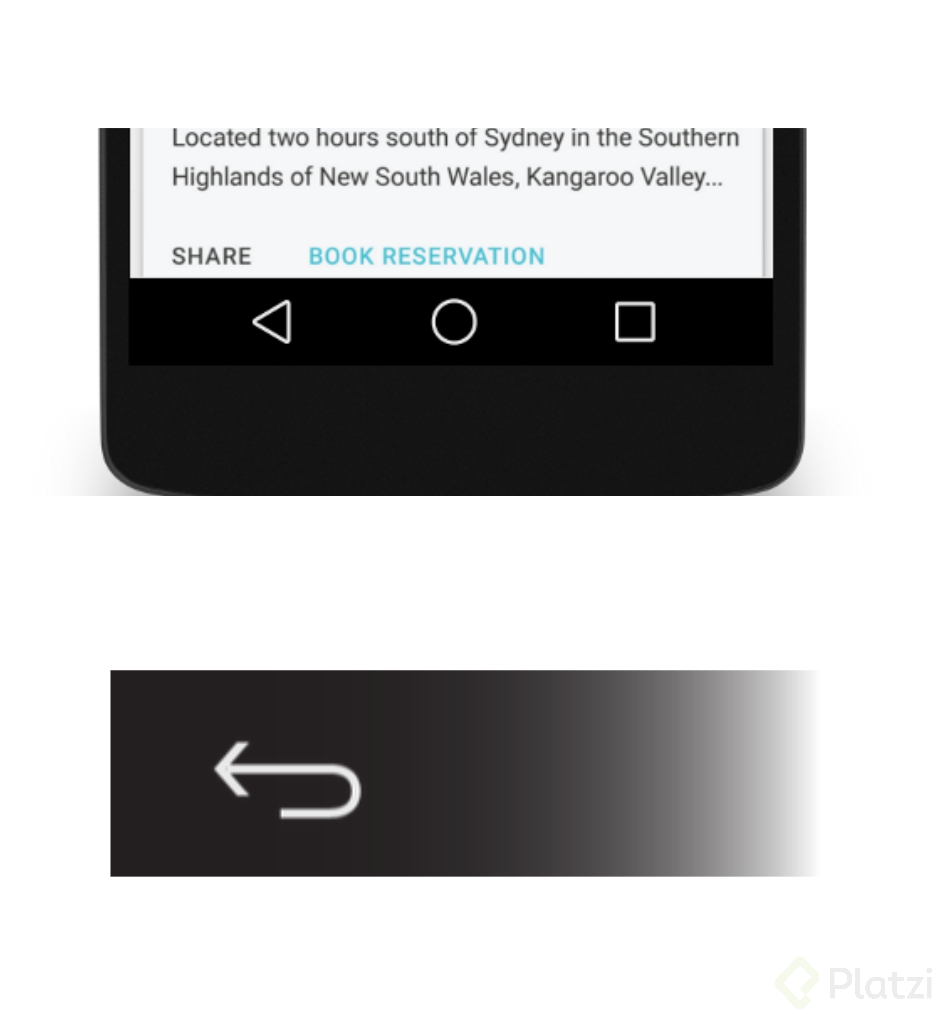 Located two hours south of Sydney in the Southern
Highlands of New South Wales, Kangaroo Valley...
SHARE BOOK RESERVATION
Platzi